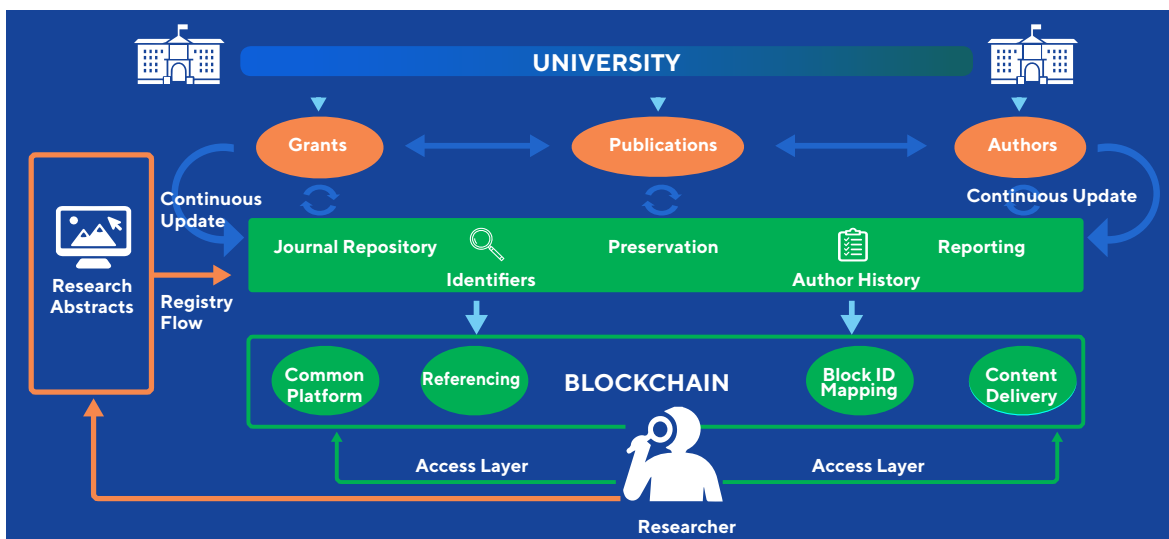 UNIVERSITY
Grants
Publications
Authors
Continuous
Update
Continuous Update
Journal Repository
Preservation
Reporting
Identifiers
Author History
Research
Abstracts
Registry
Flow
Common
Platform
Referencing
BLOCKCHAIN
Block ID
Mapping
Content
Delivery
Access Layer
Access Layer
Researcher